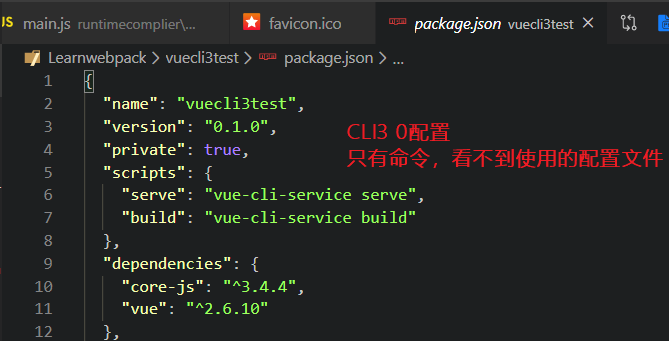 JS main.js runtimecomplier\... favicon.ico package.json vuecli3test
Learnwebpack > vuecli3test > package.json > ...
1 {
2 "name": "vuecli3test",
3 "version": "0.1.0",
4 "private": true,
5 "scripts": {
6 "serve": "vue-cli-service serve",
7 "build": "vue-cli-service build"
8 },
9 "dependencies": {
10 "core-js": "^3.4.4",
11 "vue": "^2.6.10"
12 },
CLI3 0配置
只有命令，看不到使用的配置文件